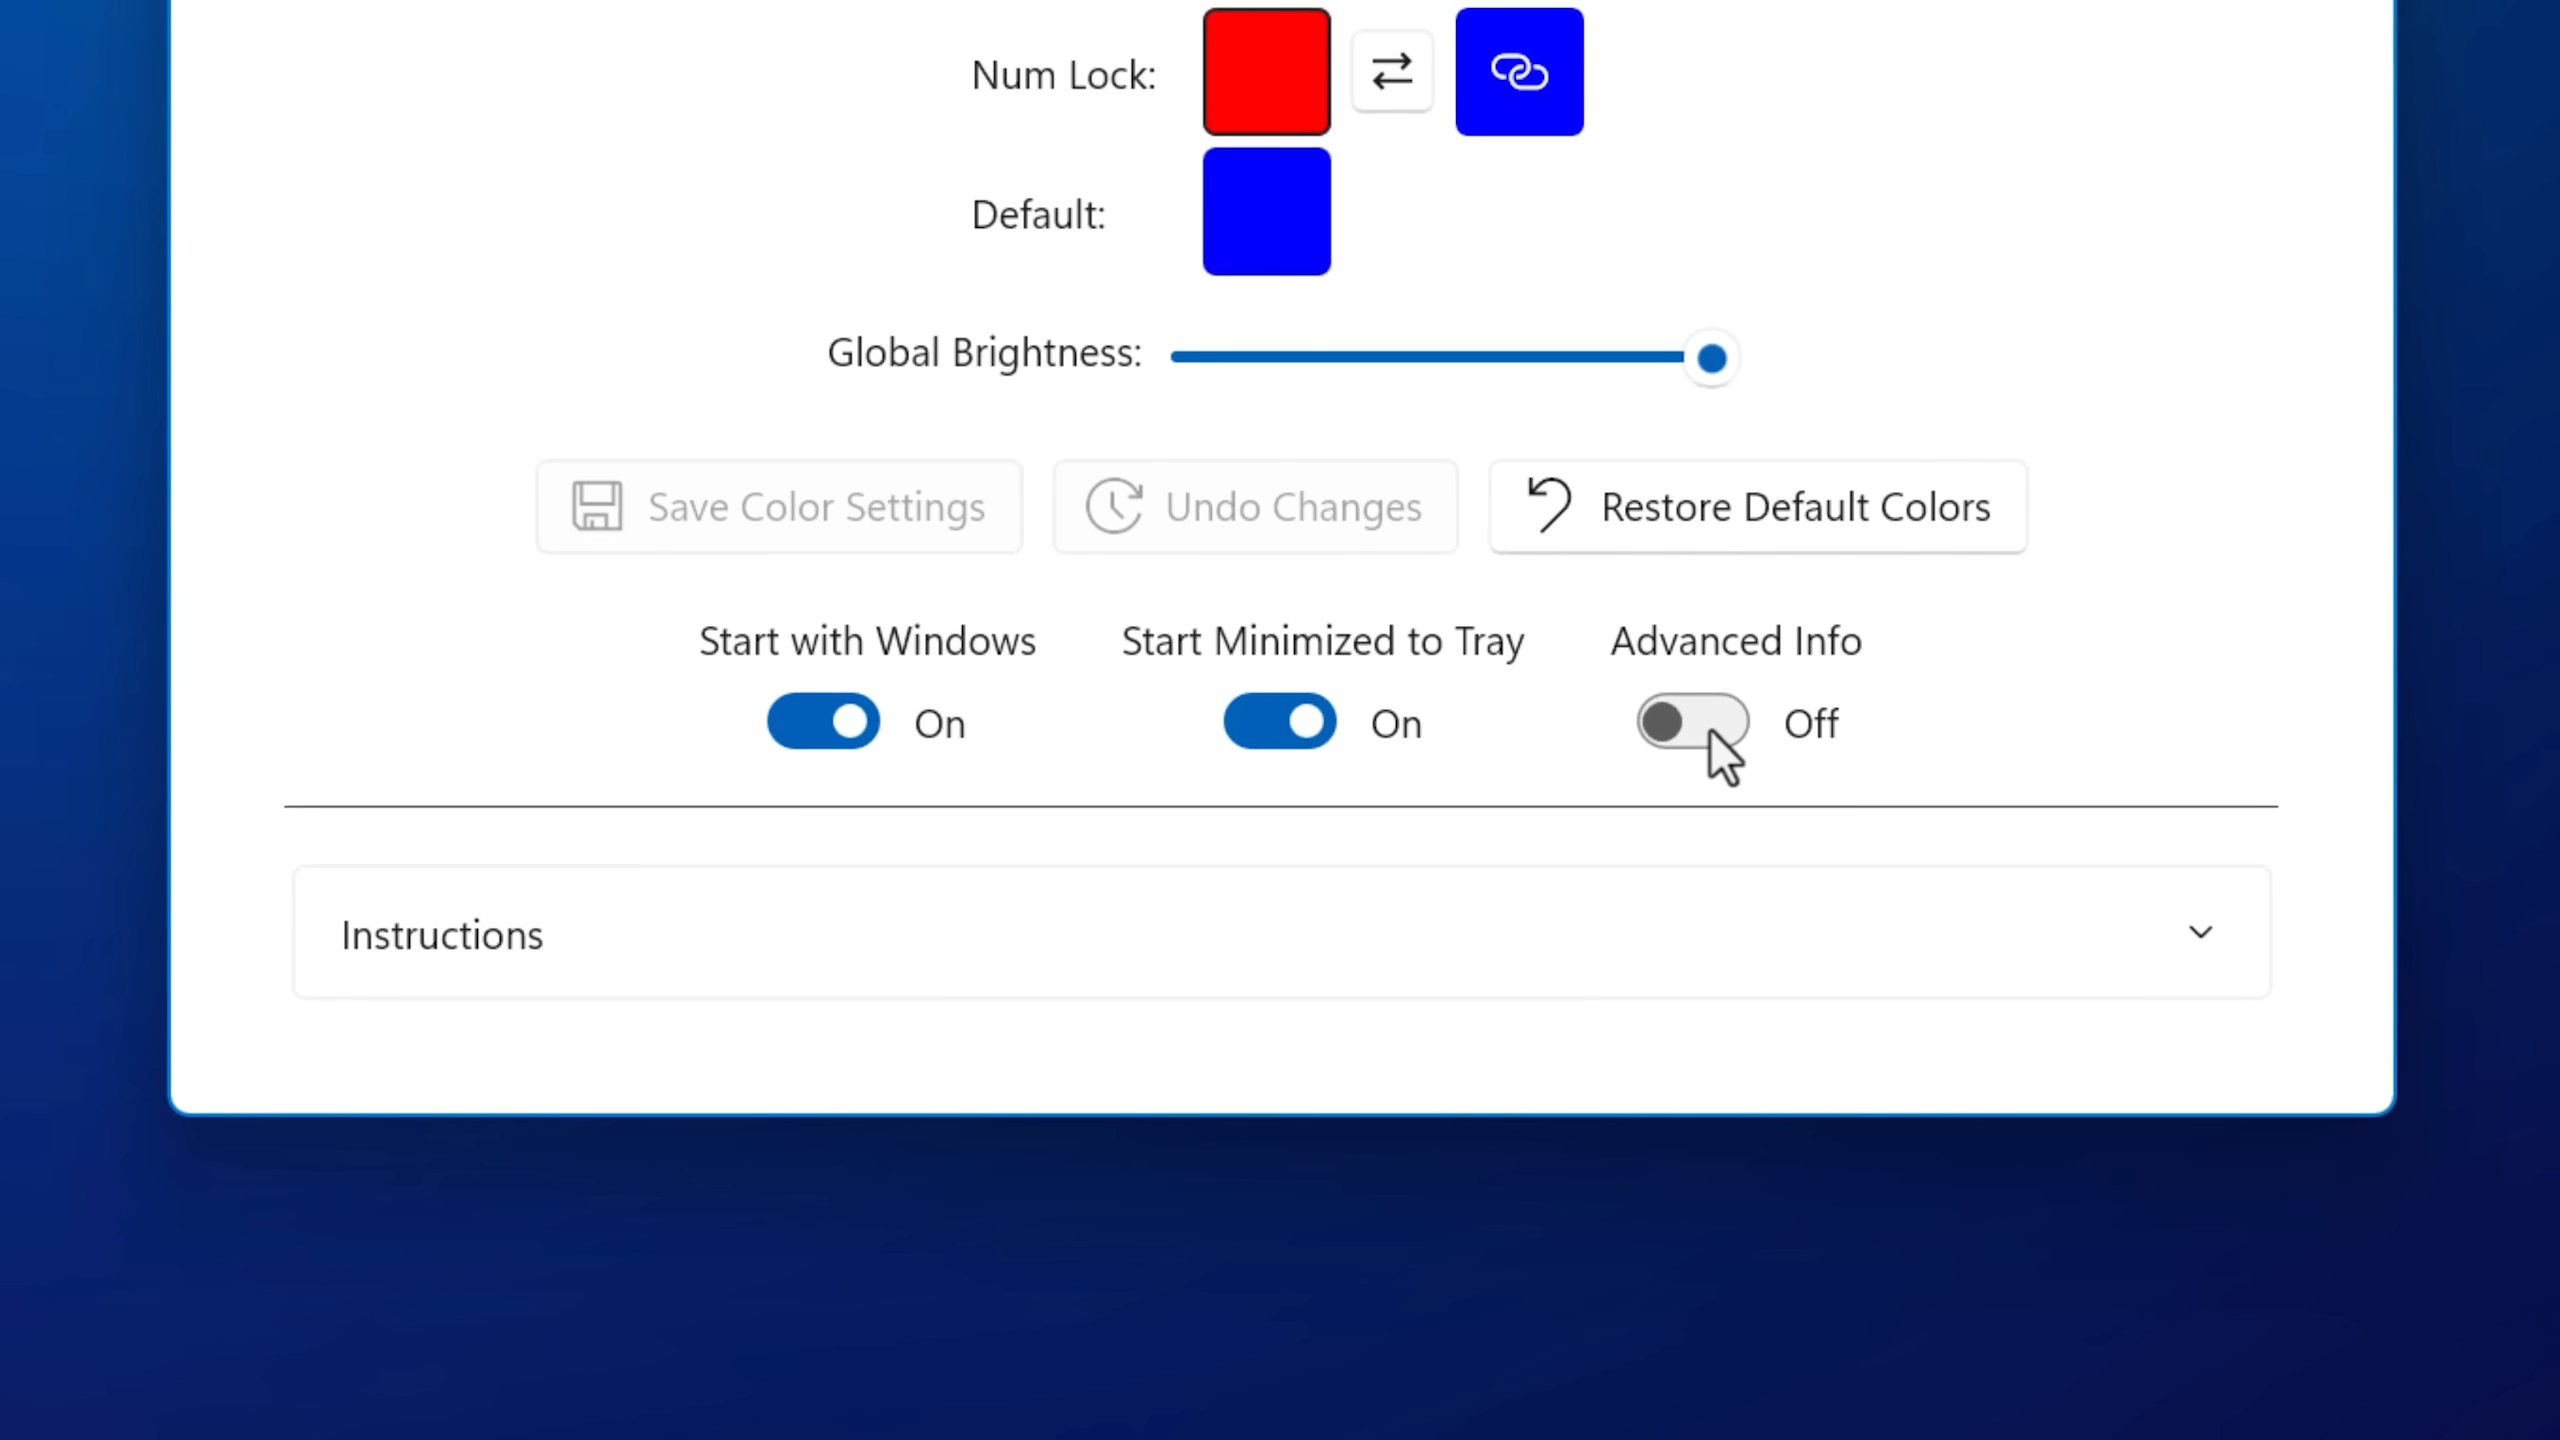 Num Lock:
Default:
Global Brightness:
Save Color Settings
Undo Changes
Restore Default Colors
Start with Windows
Start Minimized to Tray
Advanced Info
On
On
Off
Instructions